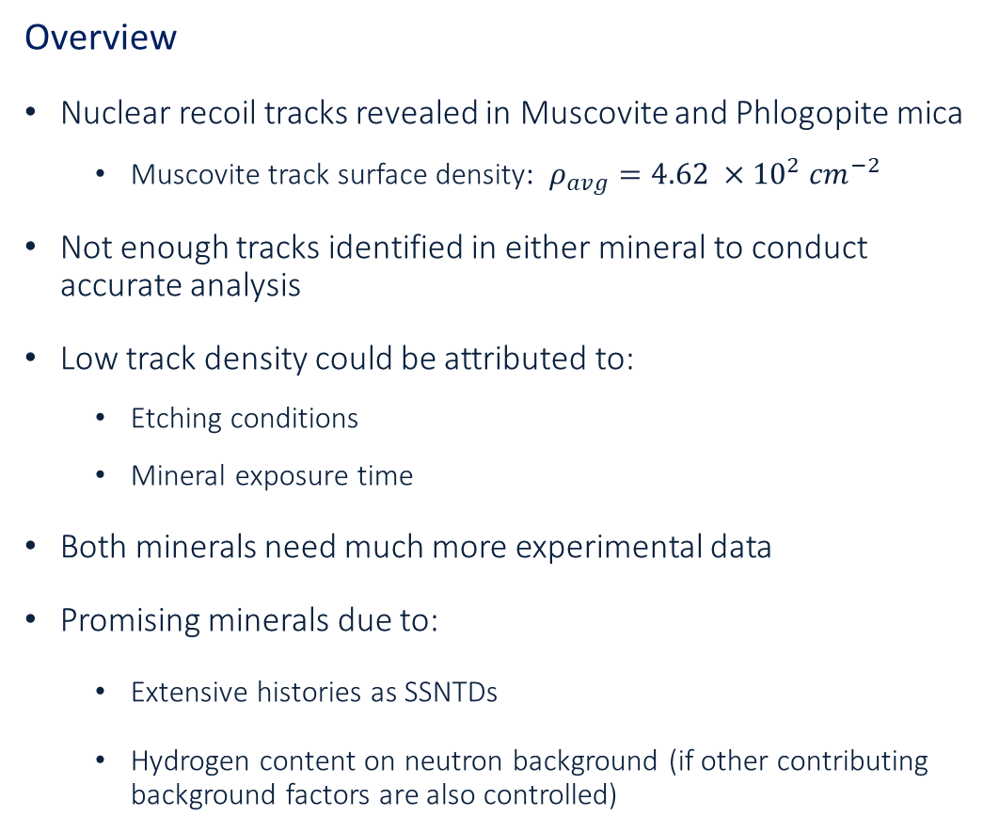 Overview
• Nuclear recoil tracks revealed in Muscovite and Phlogopite mica
• Muscovite track surface density: ρₐᵥg = 4.62 × 10² cm⁻²
• Not enough tracks identified in either mineral to conduct
accurate analysis
• Low track density could be attributed to:
• Etching conditions
• Mineral exposure time
• Both minerals need much more experimental data
• Promising minerals due to:
• Extensive histories as SSNTDs
• Hydrogen content on neutron background (if other contributing
background factors are also controlled)